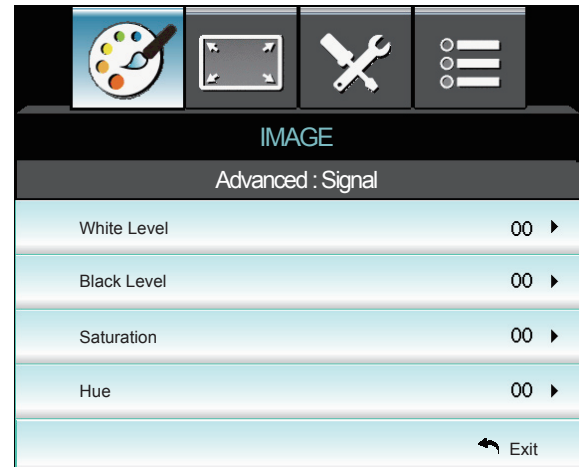 IMAGE
Advanced : Signal
White Level 00
Black Level 00
Saturation 00
Hue 00
Exit